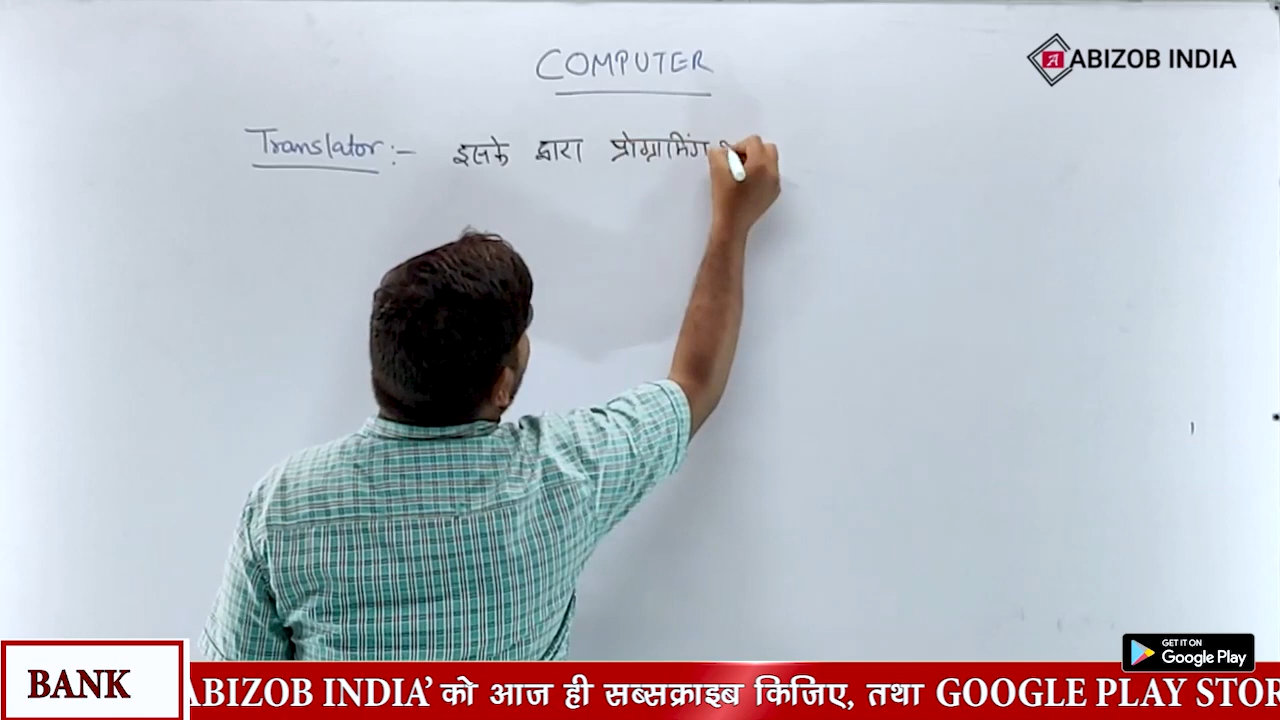 COMPUTER
ABIZOB INDIA
Translator :- इसके द्वारा प्रोग्रामिंग
GET IT ON
Google Play
BANK
ABIZOB INDIA’ को आज ही सब्सक्राइब किजिए, तथा GOOGLE PLAY STOR